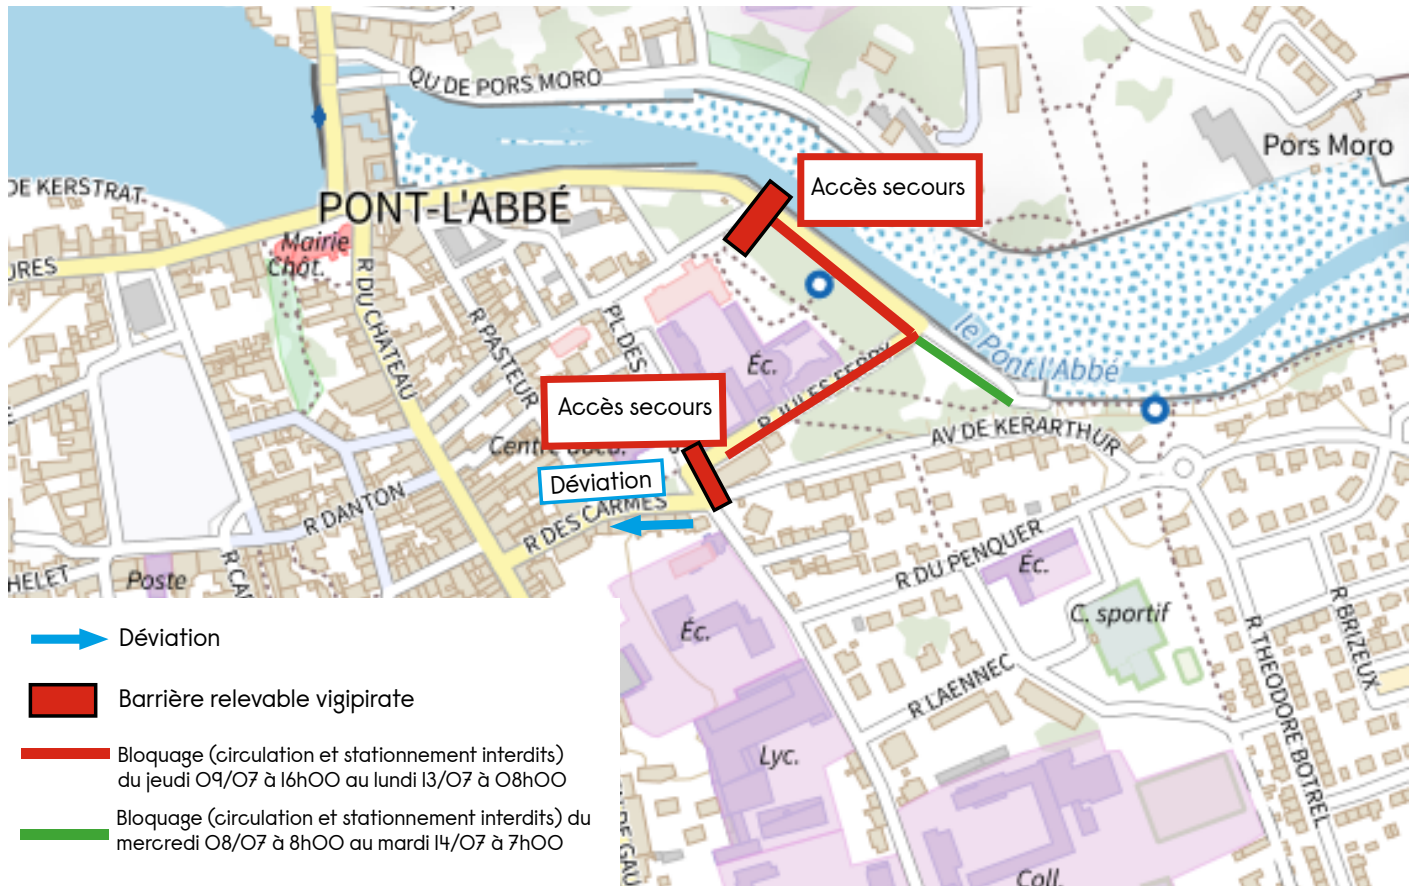 QU DE PORS MORO
Pors Moro
DE KERSTRAT
PONT-L'ABBÉ
Accès secours
Mairie
Chât.
URES
R DU CHATEAU
R PASTEUR
PL DES
le Pont l'Abbé
Éc.
R JULES FERRY
Accès secours
AV DE KERARTHUR
Déviation
R DES CARMES
R DANTON
R DU PENQUER
Éc.
HELET
Poste
R CA
C. sportif
R BRIZEUX
Éc.
R THEODORE BOTREL
R LAENNEC
Lyc.
Coll.
Déviation
Barrière relevable vigipirate
Bloquage (circulation et stationnement interdits)
du jeudi 09/07 à 16h00 au lundi 13/07 à 08h00
Bloquage (circulation et stationnement interdits) du
mercredi 08/07 à 8h00 au mardi 14/07 à 7h00